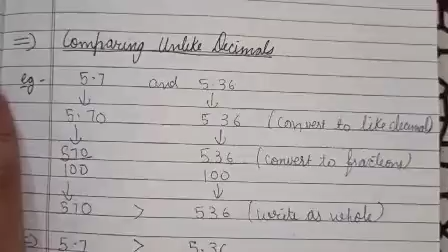 => Comparing Unlike Decimals
eg - 5.7 and 5.36
↓ ↓
5.70 5.36 (convert to like decimal)
↓ ↓
570 536 (convert to fractions)
100 100
↓ ↓
570 > 536 (write as whole)
=> 5.7 > 5.36